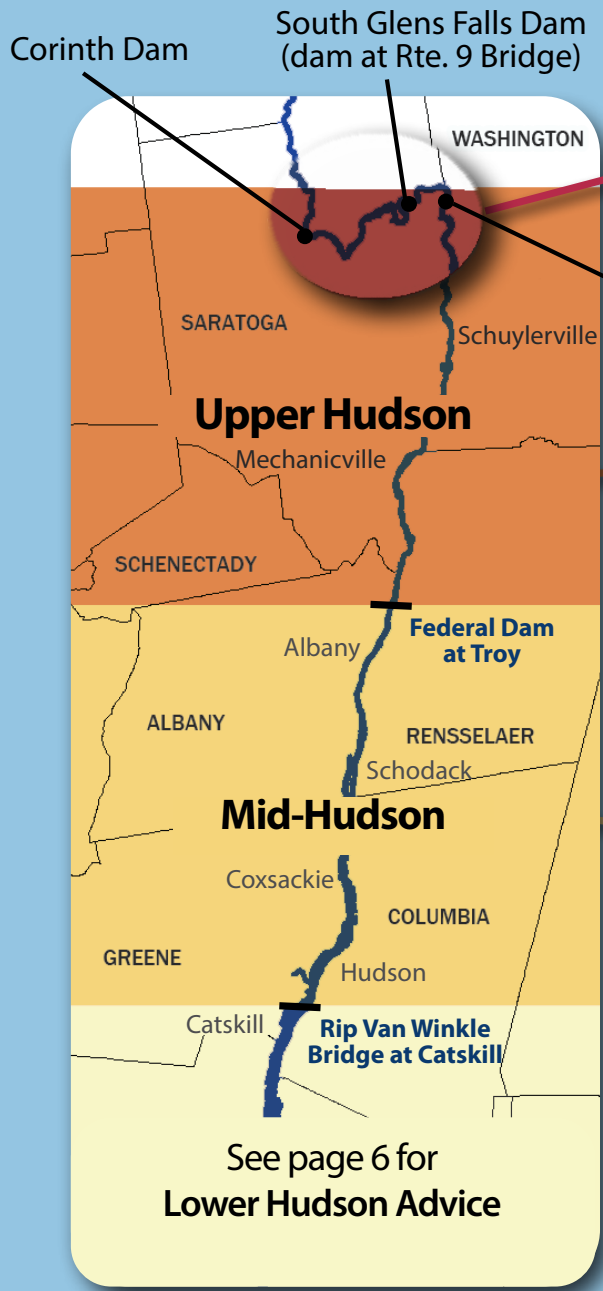 Corinth Dam
South Glens Falls Dam
(dam at Rte. 9 Bridge)
WASHINGTON
SARATOGA
Schuylerville
Upper Hudson
Mechanicville
SCHENECTADY
Federal Dam
at Troy
Albany
ALBANY
RENSSELAER
Schodack
Mid-Hudson
Coxsackie
COLUMBIA
GREENE
Hudson
Catskill
Rip Van Winkle
Bridge at Catskill
See page 6 for
Lower Hudson Advice